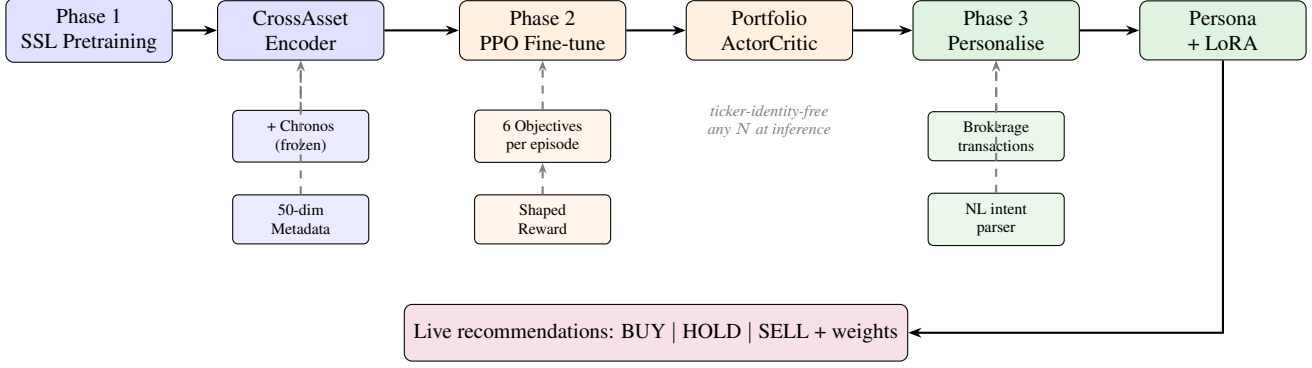 Phase 1
SSL Pretraining
CrossAsset
Encoder
Phase 2
PPO Fine-tune
Portfolio
ActorCritic
Phase 3
Personalise
Persona
+ LoRA
+ Chronos
(frozen)
6 Objectives
per episode
ticker-identity-free
any N at inference
Brokerage
transactions
50-dim
Metadata
Shaped
Reward
NL intent
parser
Live recommendations: BUY | HOLD | SELL + weights